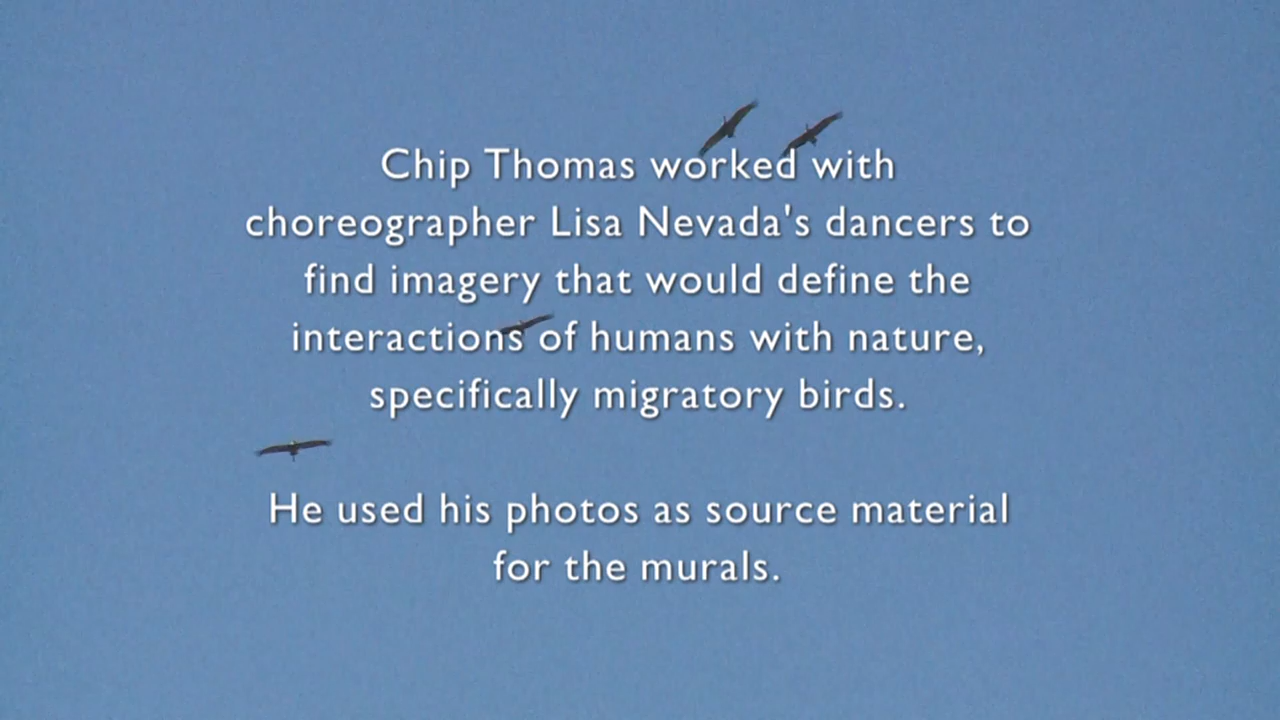 Chip Thomas worked with
choreographer Lisa Nevada's dancers to
find imagery that would define the
interactions of humans with nature,
specifically migratory birds.
He used his photos as source material
for the murals.